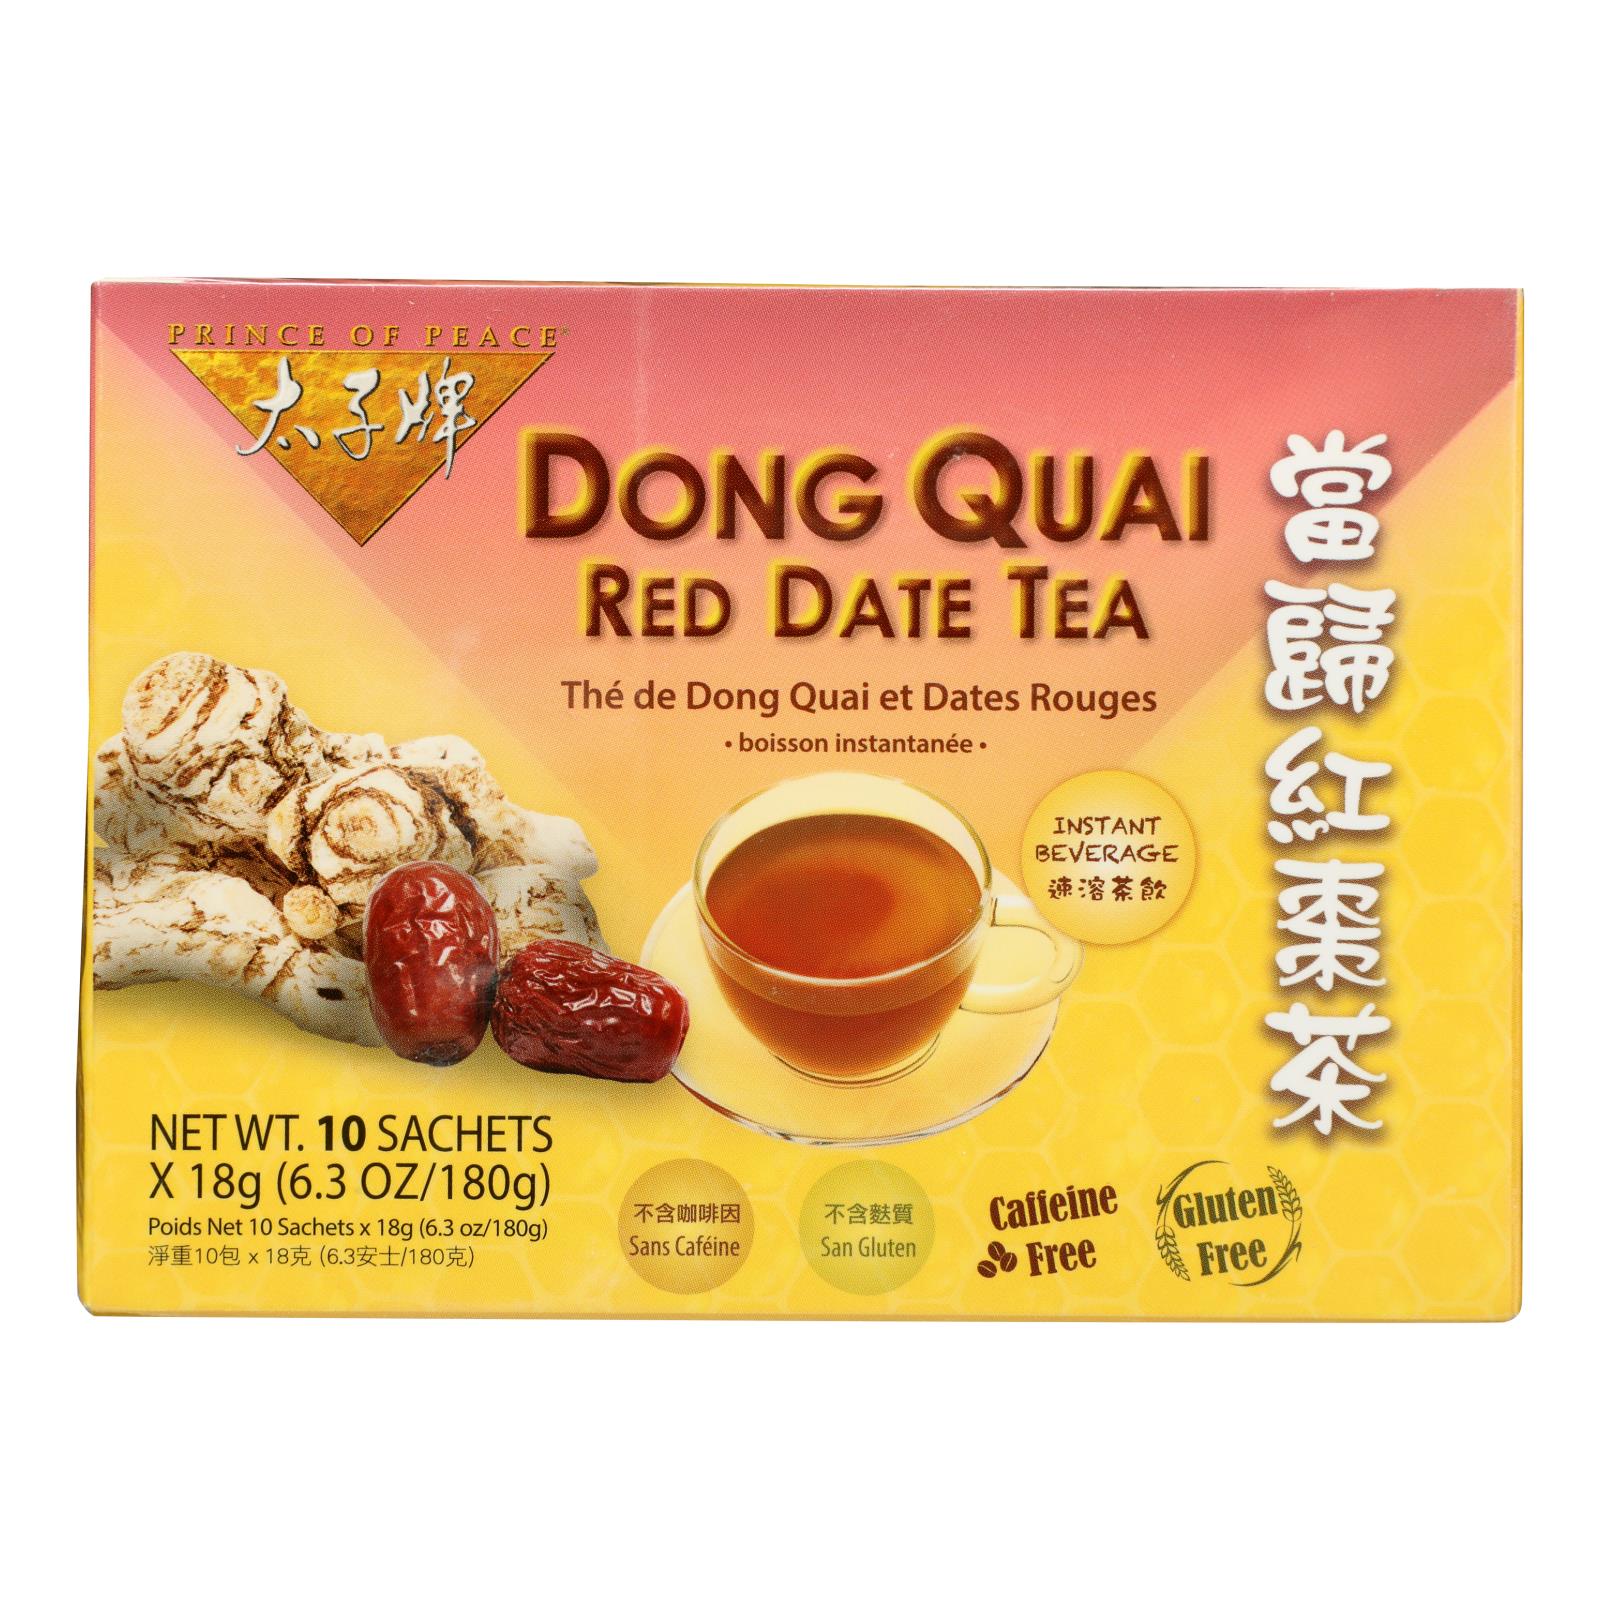 PRINCE OF PEACE®
太子牌
DONG QUAI
RED DATE TEA
Thé de Dong Quai et Dates Rouges
• boisson instantanée •
INSTANT
BEVERAGE
速溶茶飲
當歸紅棗茶
NET WT. 10 SACHETS
X 18g (6.3 OZ/180g)
Poids Net 10 Sachets x 18g (6.3 oz/180g)
淨重10包 x 18克 (6.3安士/180克)
不含咖啡因
Sans Caféine
不含麩質
San Gluten
Caffeine
Free
Gluten
Free